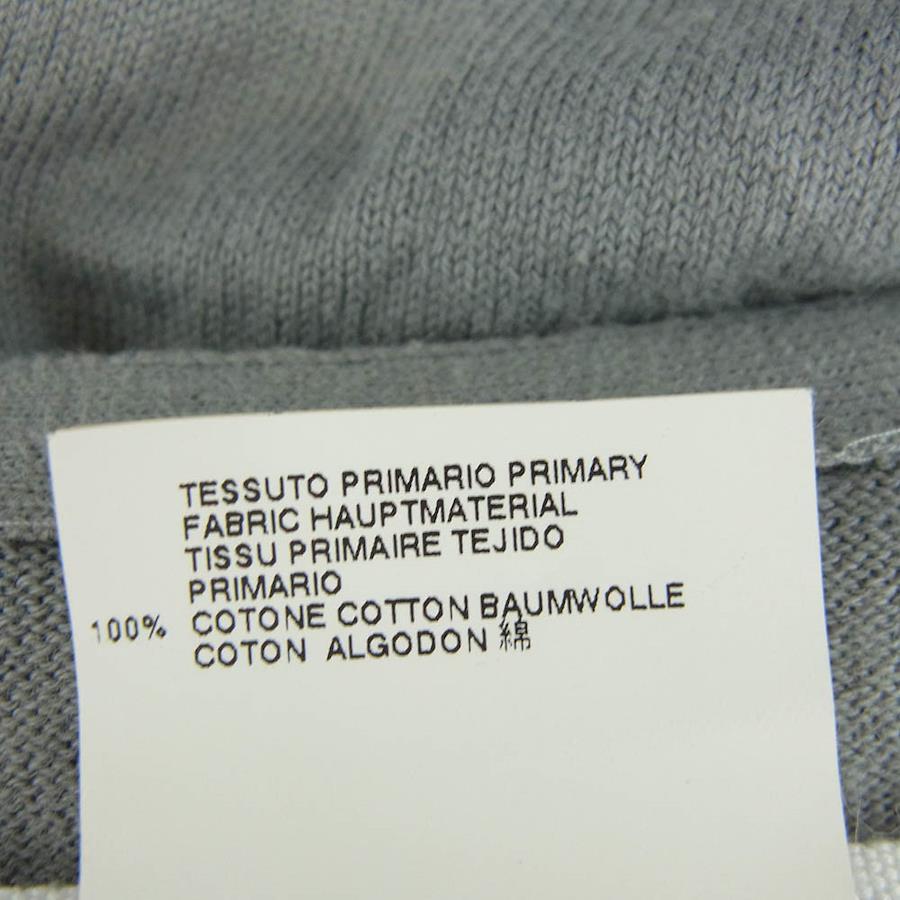 TESSUTO PRIMARIO PRIMARY
FABRIC HAUPTMATERIAL
TISSU PRIMAIRE TEJIDO
PRIMARIO
100% COTONE COTTON BAUMWOLLE
COTON ALGODON 綿